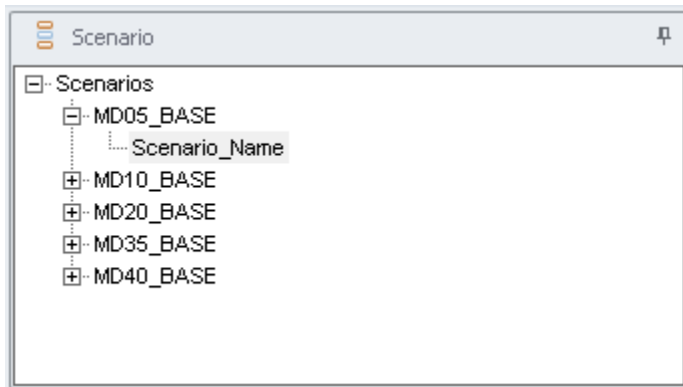 Scenario
Scenarios
MD05_BASE
Scenario_Name
MD10_BASE
MD20_BASE
MD35_BASE
MD40_BASE